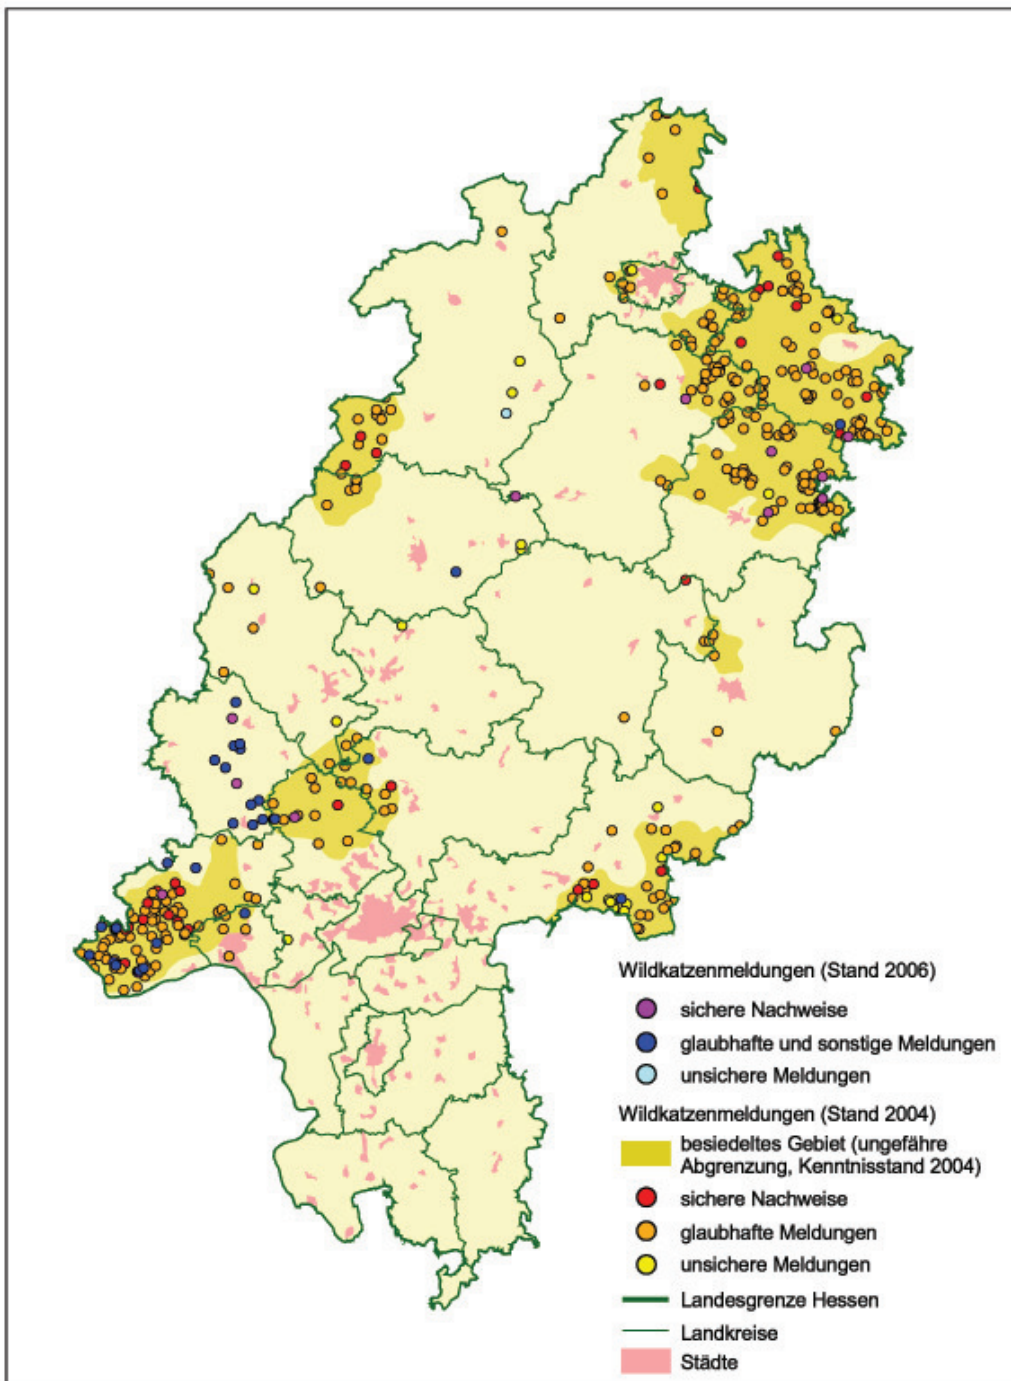 Wildkatzenmeldungen (Stand 2006)
sichere Nachweise
glaubhafte und sonstige Meldungen
unsichere Meldungen
Wildkatzenmeldungen (Stand 2004)
besiedeltes Gebiet (ungefähre
Abgrenzung, Kenntnisstand 2004)
sichere Nachweise
glaubhafte Meldungen
unsichere Meldungen
Landesgrenze Hessen
Landkreise
Städte